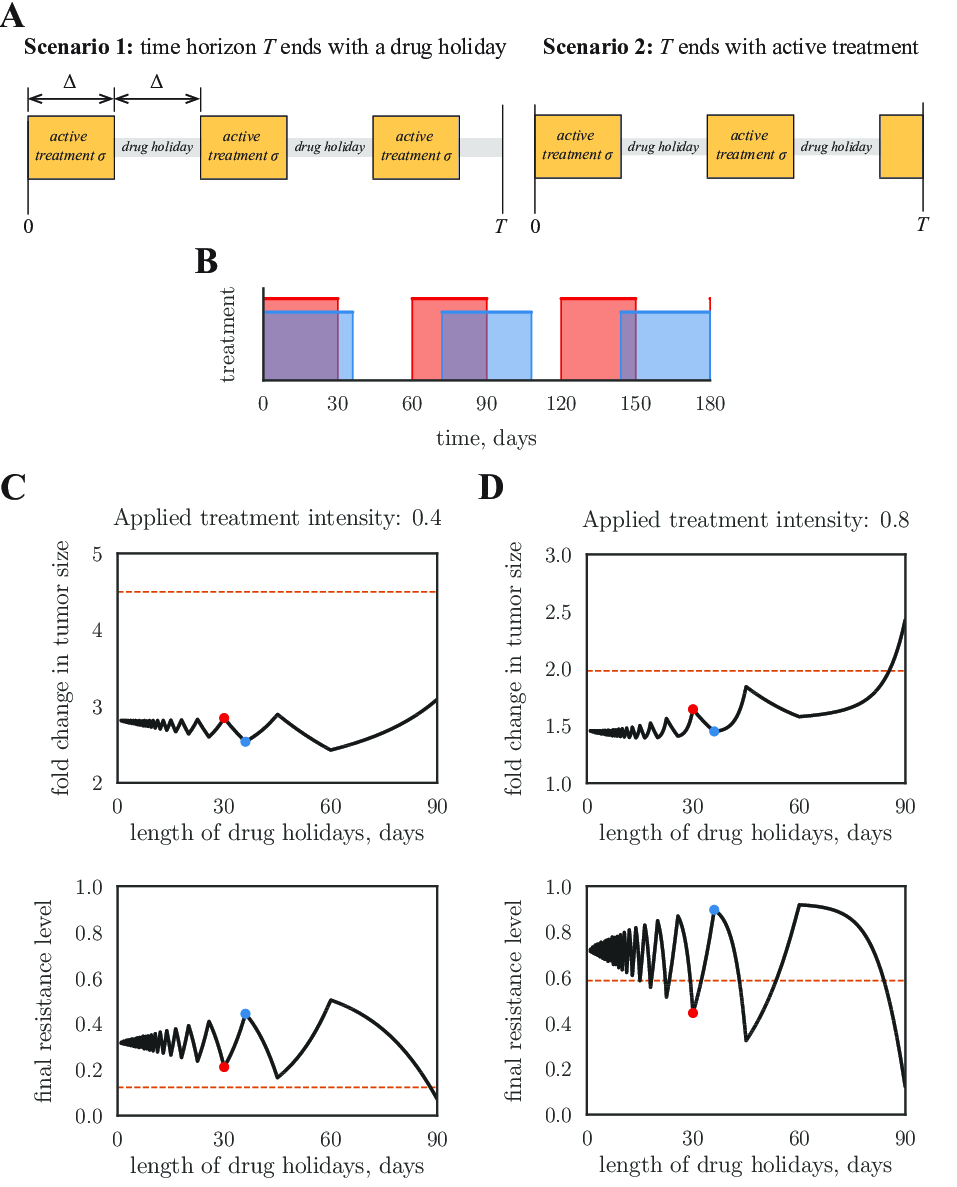 A
Scenario 1: time horizon T ends with a drug holiday
Scenario 2: T ends with active treatment
Δ
Δ
active
treatment σ
drug holiday
active
treatment σ
drug holiday
active
treatment σ
0
T
active
treatment σ
drug holiday
active
treatment σ
drug holiday
0
T
B
treatment
0 30 60 90 120 150 180
time, days
C
Applied treatment intensity: 0.4
fold change in tumor size
5
4
3
2
0 30 60 90
length of drug holidays, days
final resistance level
1.0
0.8
0.6
0.4
0.2
0.0
0 30 60 90
length of drug holidays, days
D
Applied treatment intensity: 0.8
fold change in tumor size
3.0
2.5
2.0
1.5
1.0
0 30 60 90
length of drug holidays, days
final resistance level
1.0
0.8
0.6
0.4
0.2
0.0
0 30 60 90
length of drug holidays, days